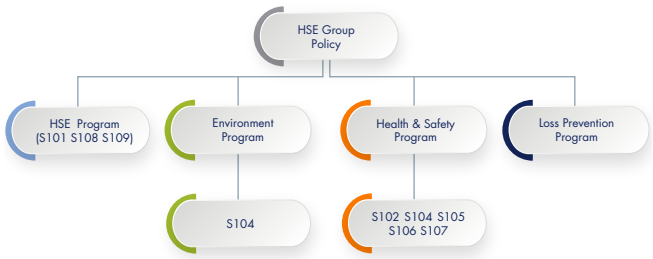 HSE Group
Policy
HSE Program
(S101 S108 S109)
Environment
Program
Health & Safety
Program
Loss Prevention
Program
S104
S102 S104 S105
S106 S107